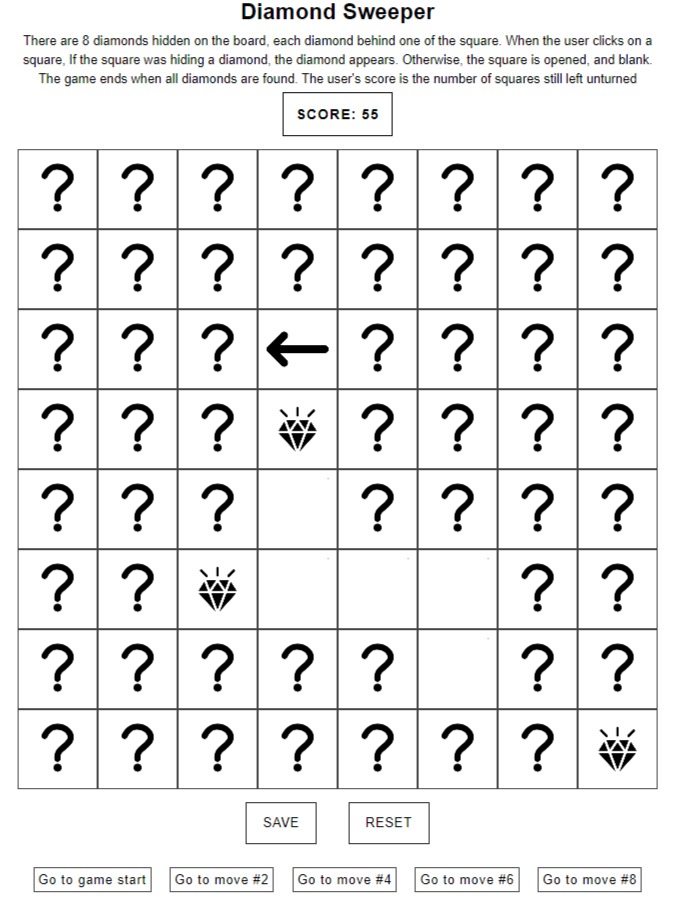 Diamond Sweeper
There are 8 diamonds hidden on the board, each diamond behind one of the square. When the user clicks on a
square, If the square was hiding a diamond, the diamond appears. Otherwise, the square is opened, and blank.
The game ends when all diamonds are found. The user's score is the number of squares still left unturned
SCORE: 55
? ? ? ? ? ? ? ?
? ? ? ? ? ? ? ?
? ? ? ← ? ? ? ?
? ? ? ? ? ? ?
? ? ? ? ? ? ?
? ? ? ?
? ? ? ? ? ? ?
? ? ? ? ? ? ?
SAVE RESET
Go to game start Go to move #2 Go to move #4 Go to move #6 Go to move #8